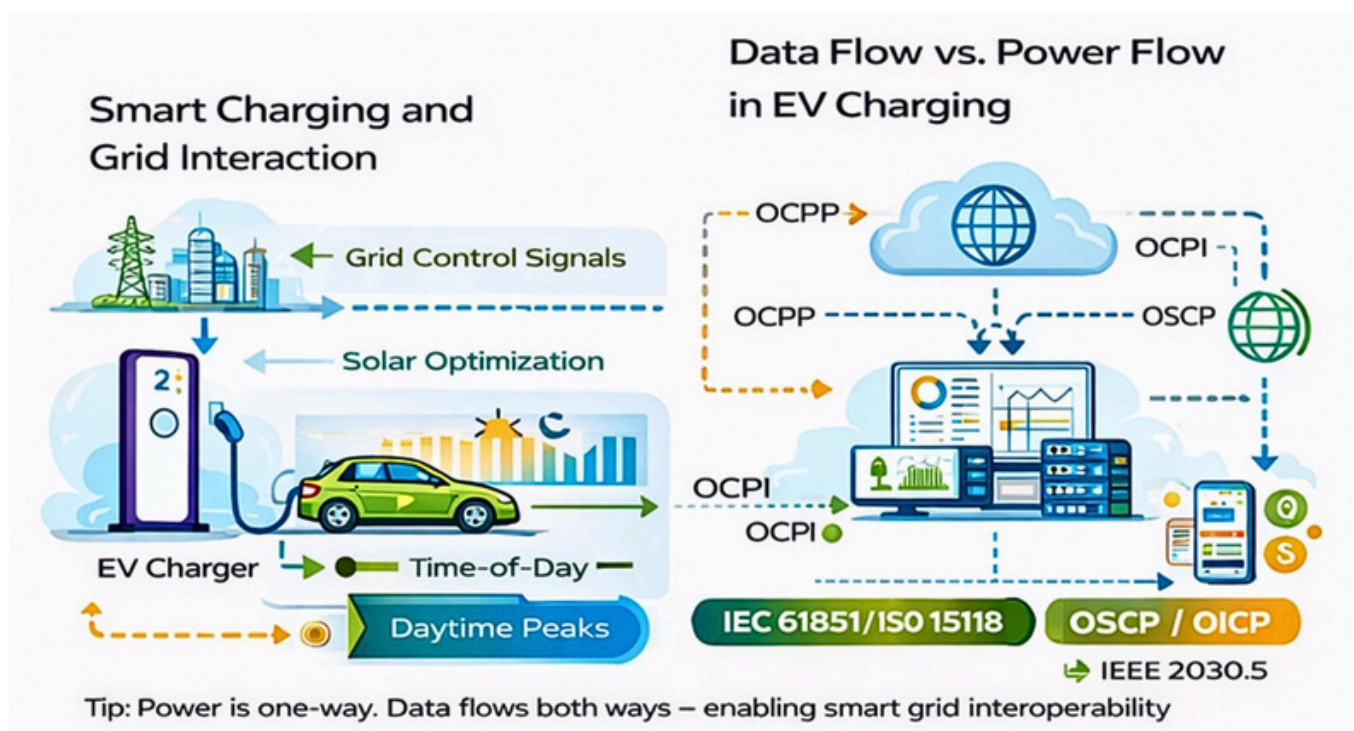 Smart Charging and
Grid Interaction
Grid Control Signals
Solar Optimization
2
EV Charger
Time-of-Day
Daytime Peaks
Data Flow vs. Power Flow
in EV Charging
OCPP
OCPI
OCPP
OSCP
OCPI
OCPI
S
IEC 61851/ISO 15118
OSCP / OICP
IEEE 2030.5
Tip: Power is one-way. Data flows both ways – enabling smart grid interoperability